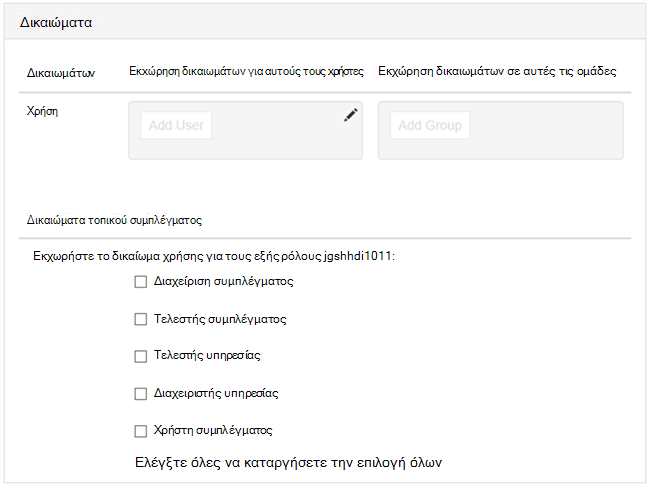 Δικαιώματα
Δικαιωμάτων Εκχώρηση δικαιωμάτων για αυτούς τους χρήστες Εκχώρηση δικαιωμάτων σε αυτές τις ομάδες
Χρήση Add User Add Group
Δικαιώματα τοπικού συμπλέγματος
Εκχωρήστε το δικαίωμα χρήσης για τους εξής ρόλους jgshhdi1011:
Διαχείριση συμπλέγματος
Τελεστής συμπλέγματος
Τελεστής υπηρεσίας
Διαχειριστής υπηρεσίας
Χρήστη συμπλέγματος
Ελέγξτε όλες να καταργήσετε την επιλογή όλων